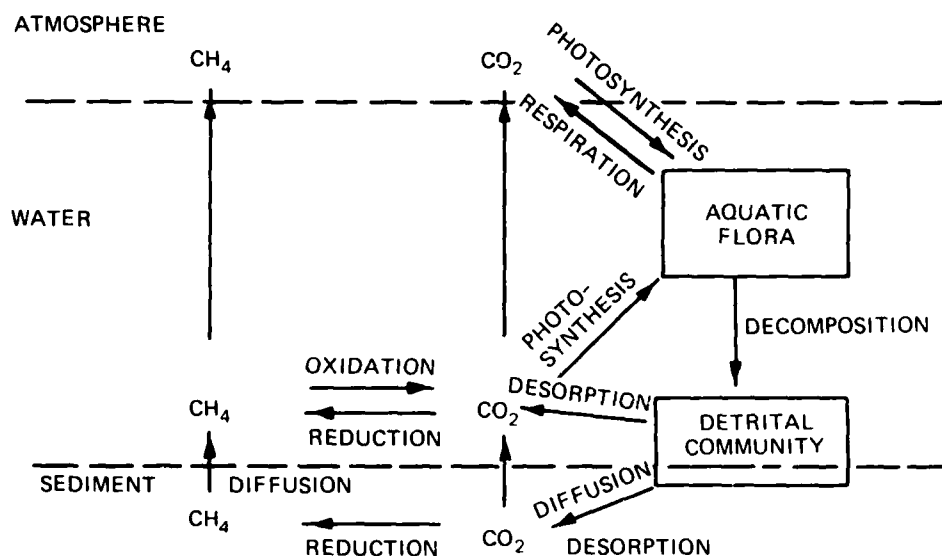 ATMOSPHERE
CH₄
CO₂
PHOTOSYNTHESIS
RESPIRATION
WATER
AQUATIC
FLORA
PHOTO-
SYNTHESIS
DECOMPOSITION
OXIDATION
DESORPTION
CH₄
CO₂
REDUCTION
DETRITAL
COMMUNITY
SEDIMENT
DIFFUSION
DIFFUSION
CH₄
CO₂
REDUCTION
DESORPTION